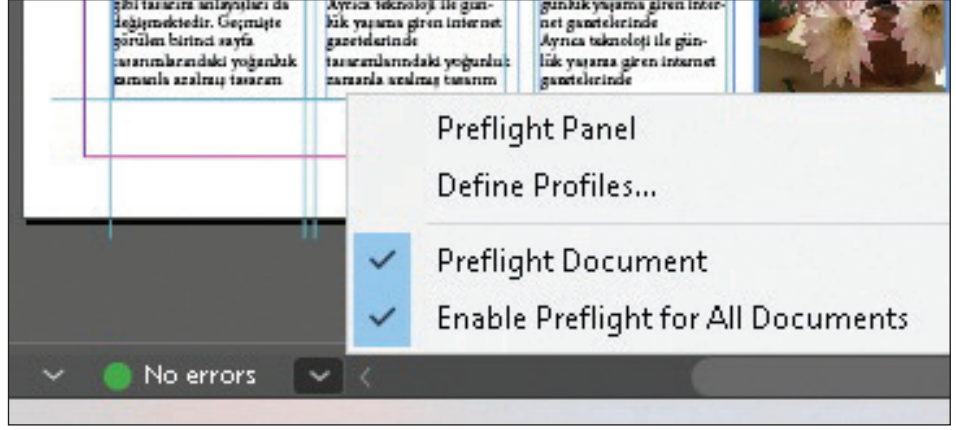 gibi tasarım anlayışları da
değişmektedir. Geçmişte
görülen birinci sayfa
tasarımlarındaki yoğunluk
zamanla azalmış tasarım
Ayrıca teknoloji ile gün-
lük yaşama giren internet
gazetelerinde
tasarımlarındaki yoğunluk
zamanla azalmış tasarım
günlük yaşama giren inter-
net gazetelerinde
Ayrıca teknoloji ile gün-
lük yaşama giren internet
gazetelerinde
Preflight Panel
Define Profiles...
Preflight Document
Enable Preflight for All Documents
No errors